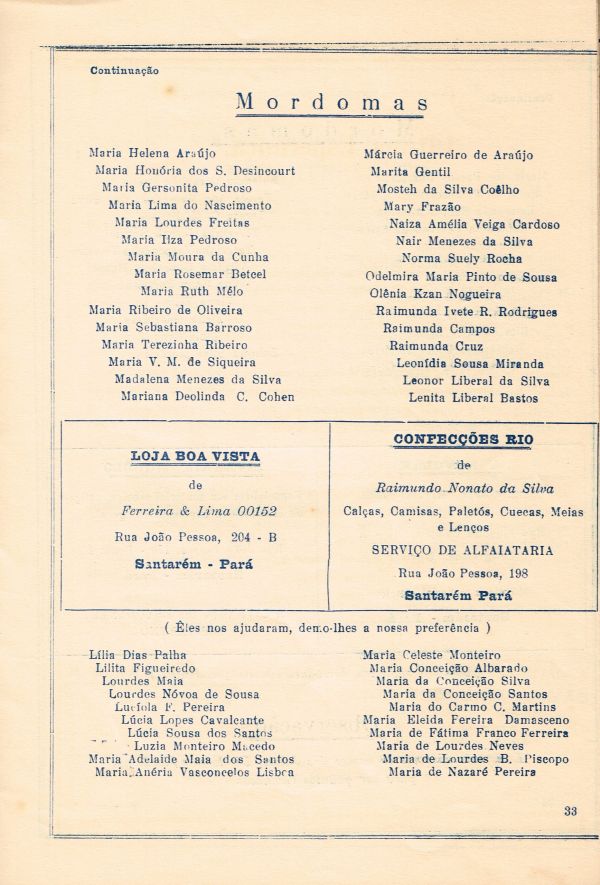 Continuação
Mordomas
Maria Helena Araújo
Maria Honória dos S. Desincourt
Maria Gersonita Pedroso
Maria Lima do Nascimento
Maria Lourdes Freitas
Maria Ilza Pedroso
Maria Moura da Cunha
Maria Rosemar Betcel
Maria Ruth Mélo
Maria Ribeiro de Oliveira
Maria Sebastiana Barroso
Maria Terezinha Ribeiro
Maria V. M. de Siqueira
Madalena Menezes da Silva
Mariana Deolinda C. Cohen
Márcia Guerreiro de Araújo
Marita Gentil
Mosteh da Silva Coêlho
Mary Frazão
Naiza Amélia Veiga Cardoso
Nair Menezes da Silva
Norma Suely Rocha
Odelmira Maria Pinto de Sousa
Olênia Kzan Nogueira
Raimunda Ivete R. Rodrigues
Raimunda Campos
Raimunda Cruz
Leonídia Sousa Miranda
Leonor Liberal da Silva
Lenita Liberal Bastos
LOJA BOA VISTA
de
Ferreira & Lima 00152
Rua João Pessoa, 204 - B
Santarém - Pará
CONFECÇÕES RIO
de
Raimundo Nonato da Silva
Calças, Camisas, Paletós, Cuecas, Meias
e Lenços
SERVIÇO DE ALFAIATARIA
Rua João Pessoa, 198
Santarém Pará
( Êles nos ajudaram, demo-lhes a nossa preferência )
Lília Dias Palha
Lilita Figueiredo
Lourdes Maia
Lourdes Nóvoa de Sousa
Lucíola F. Pereira
Lúcia Lopes Cavalcante
Lúcia Sousa dos Santos
Luzia Monteiro Macedo
Maria Adelaide Maia dos Santos
Maria Anéria Vasconcelos Lisboa
Maria Celeste Monteiro
Maria Conceição Albarado
Maria da Conceição Silva
Maria da Conceição Santos
Maria do Carmo C. Martins
Maria Eleida Fereira Damasceno
Maria de Fátima Franco Ferreira
Maria de Lourdes Neves
Maria de Lourdes B. Piscopo
Maria de Nazaré Pereira
33